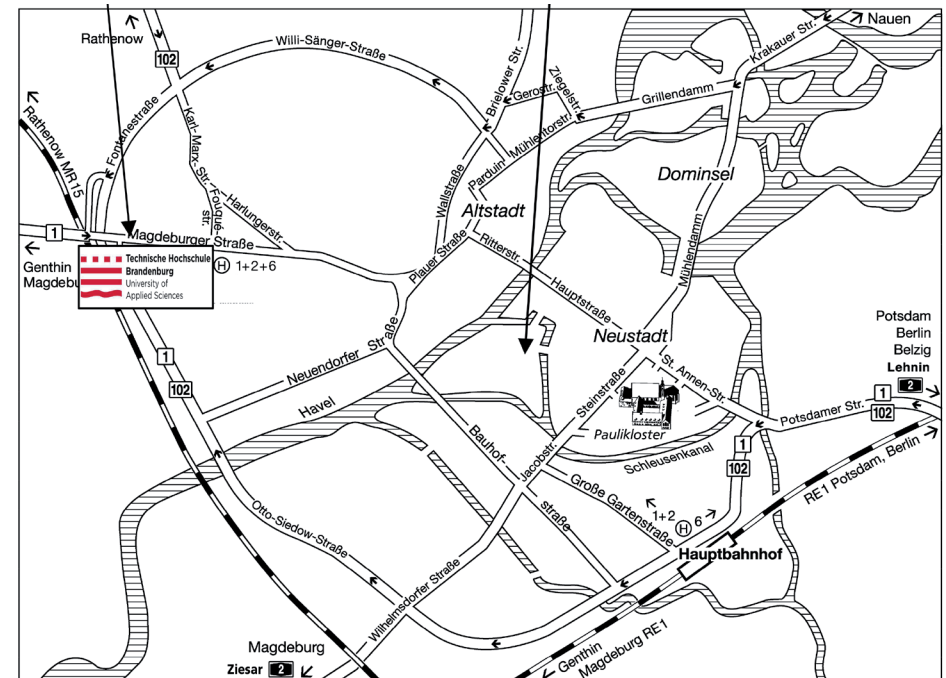 Nauen
Rathenow
Krakauer Str.
102
Willi-Sänger-Straße
Brielower Str.
Gerostr.
Ziegelstr.
Grillendamm
Rathenow MR15
Fontanestraße
Karl-Marx-Str.
Mühlentorstr.
Parduin
Wallstraße
Dominsel
Fouqué-
str.
Harlungerstr.
Altstadt
Mühlendamm
1
Magdeburger Straße
Plauer Straße
Ritterstr.
Genthin
Magdebu
Technische Hochschule
Brandenburg
University of
Applied Sciences
H 1+2+6
Hauptstraße
Potsdam
Berlin
Belzig
Lehnin
2
Neustadt
1
102
Neuendorfer Straße
St. Annen-Str.
Steinstraße
Havel
Paulikloster
Potsdamer Str.
1
102
Bauhof-
straße
Jacobstr.
Schleusenkanal
1
102
RE1 Potsdam, Berlin
Große Gartenstraße
1+2
H 6
Otto-Siedow-Straße
Hauptbahnhof
Wilhelmsdorfer Straße
Magdeburg
Ziesar 2
Genthin
Magdeburg RE1